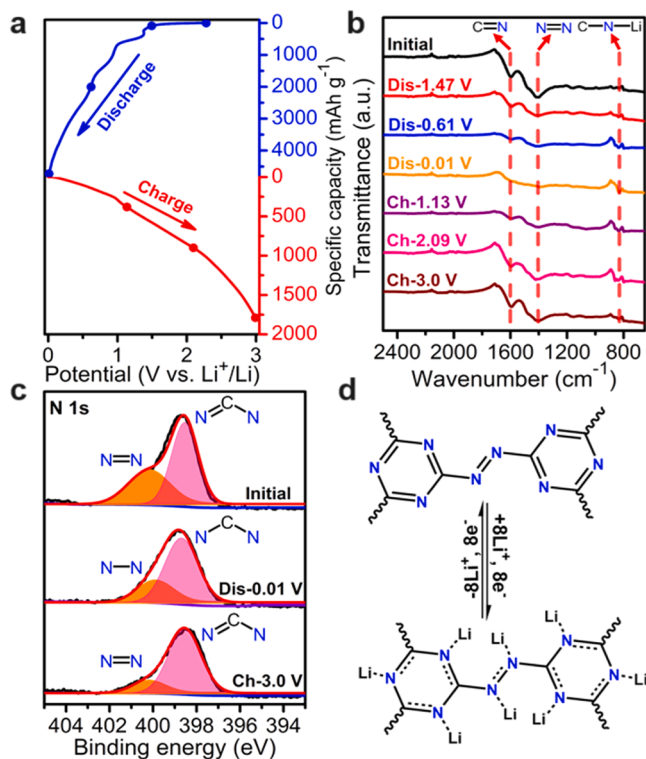 a
0
1000
2000
3000
4000
0
500
1000
1500
2000
Discharge
Charge
Specific capacity (mAh g⁻¹)
0 1 2 3
Potential (V vs. Li⁺/Li)
b
C=N N=N C—N—Li
Initial
Dis-1.47 V
Dis-0.61 V
Dis-0.01 V
Ch-1.13 V
Ch-2.09 V
Ch-3.0 V
Transmittance (a.u.)
2400 1600 800
Wavenumber (cm⁻¹)
c
N 1s
N=N
N C N
Initial
N—N
N C N
Dis-0.01 V
N=N
N C N
Ch-3.0 V
404 402 400 398 396 394
Binding energy (eV)
d
N N N N
N N N N
+8Li⁺, 8e⁻
-8Li⁺, 8e⁻
Li Li Li
N N N N
Li N N N N Li
Li Li Li Li